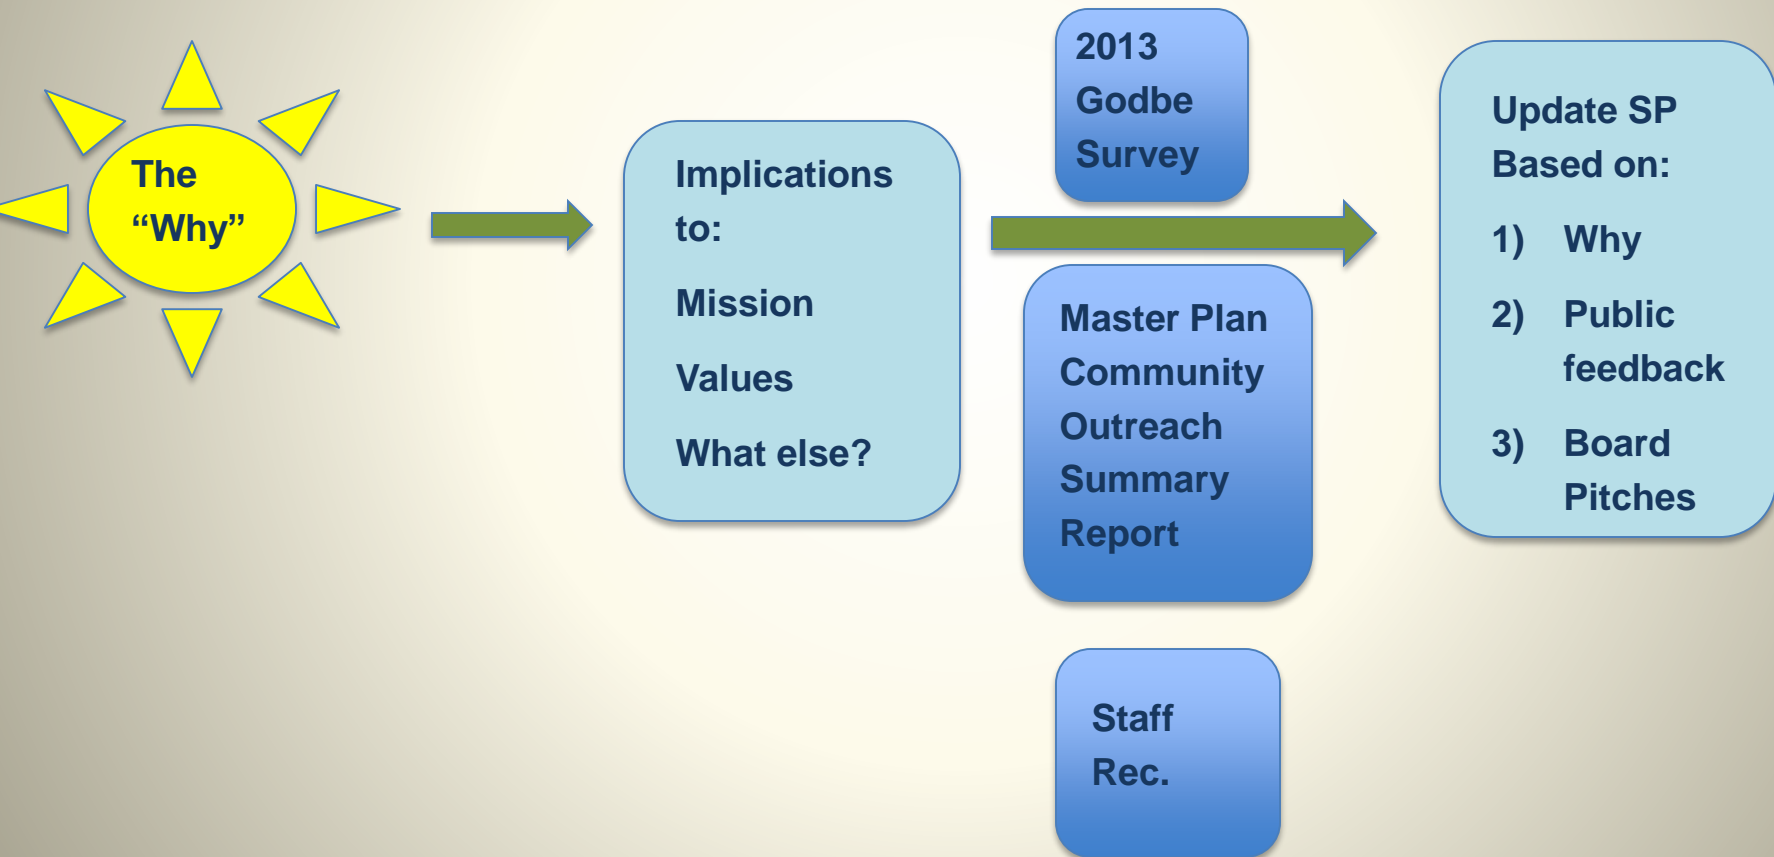 The
“Why”
Implications
to:
Mission
Values
What else?
2013
Godbe
Survey
Master Plan
Community
Outreach
Summary
Report
Staff
Rec.
Update SP
Based on:
1) Why
2) Public
feedback
3) Board
Pitches